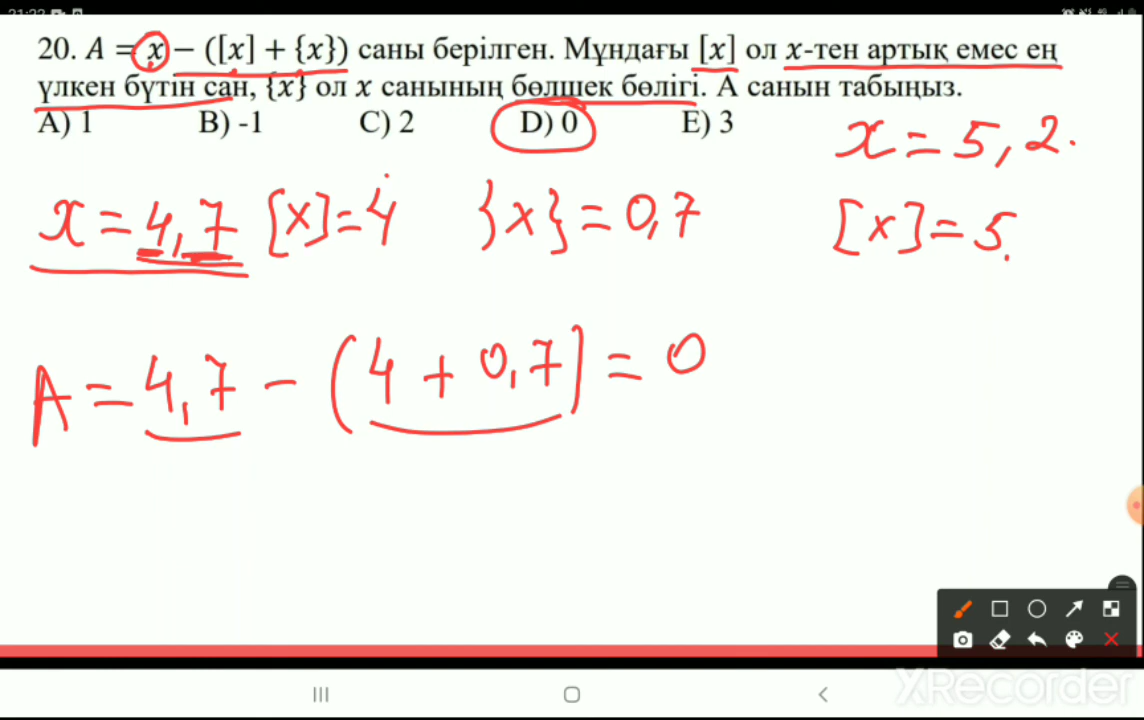 20. A = x − ([x] + {x}) саны берілген. Мұндағы [x] ол x-тен артық емес ең
үлкен бүтін сан, {x} ол x санының бөлшек бөлігі. А санын табыңыз.
A) 1 B) -1 C) 2 D) 0 E) 3
x = 5,2.
x = 4,7 [x] = 4 {x} = 0,7 [x] = 5.
A = 4,7 − (4 + 0,7) = 0
XRecorder